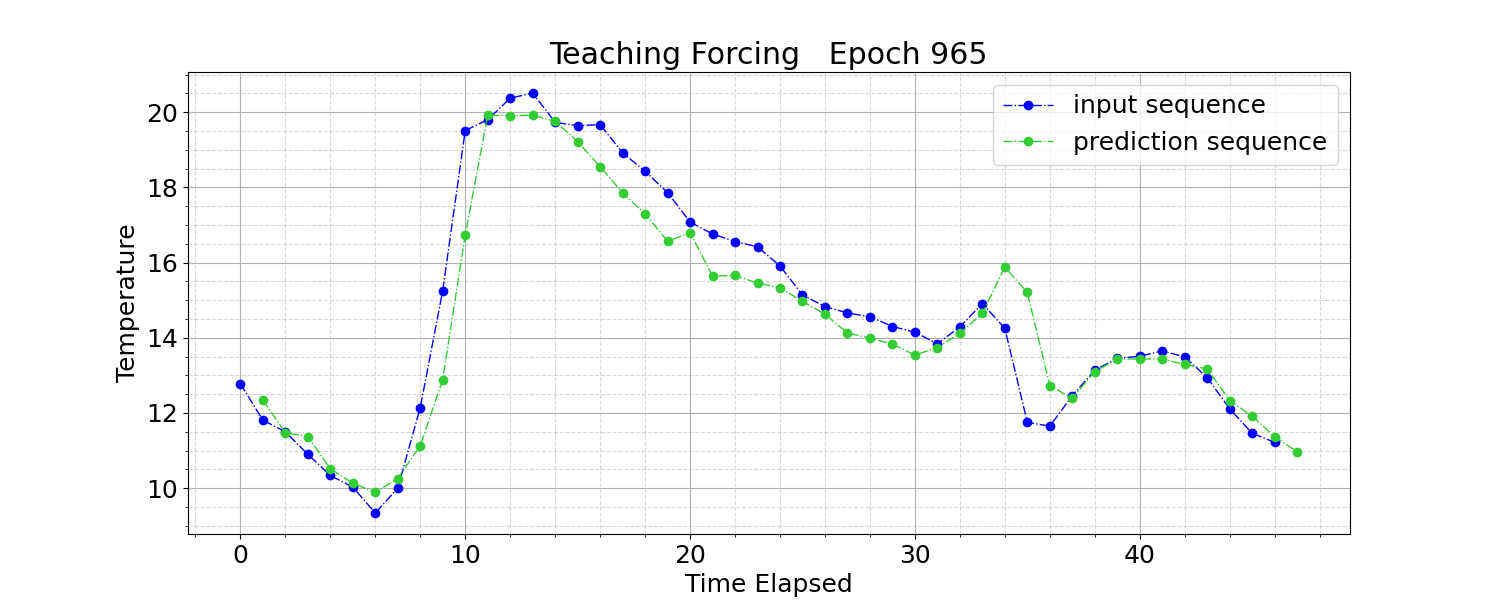 Teaching Forcing   Epoch 965
input sequence
prediction sequence
Temperature
20
18
16
14
12
10
0 10 20 30 40
Time Elapsed